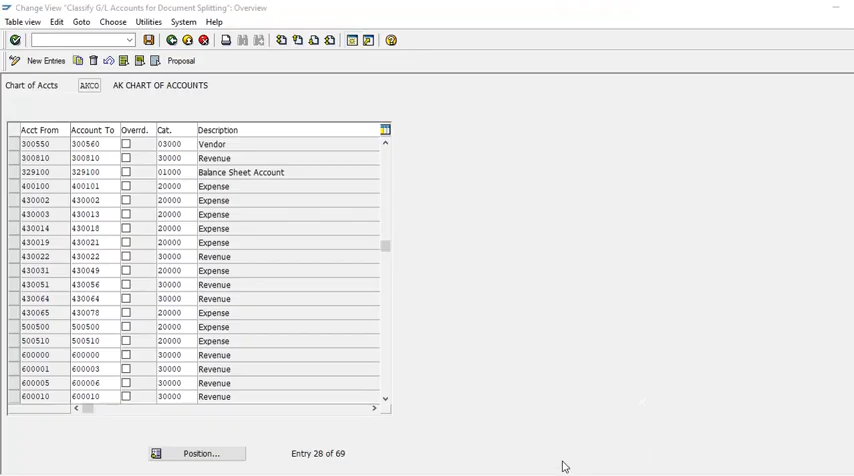 Change View "Classify G/L Accounts for Document Splitting": Overview
Table view Edit Goto Choose Utilities System Help
New Entries Proposal
Chart of Accts AKCO AK CHART OF ACCOUNTS
Acct From Account To Overrd. Cat. Description
300550 300560 03000 Vendor
300810 300810 30000 Revenue
329100 329100 01000 Balance Sheet Account
400100 400101 20000 Expense
430002 430002 20000 Expense
430003 430013 20000 Expense
430014 430018 20000 Expense
430019 430021 20000 Expense
430022 430022 30000 Revenue
430031 430049 20000 Expense
430051 430056 30000 Revenue
430064 430064 30000 Revenue
430065 430078 20000 Expense
500500 500500 20000 Expense
500510 500510 20000 Expense
600000 600000 30000 Revenue
600001 600003 30000 Revenue
600005 600006 30000 Revenue
600010 600010 30000 Revenue
Position... Entry 28 of 69